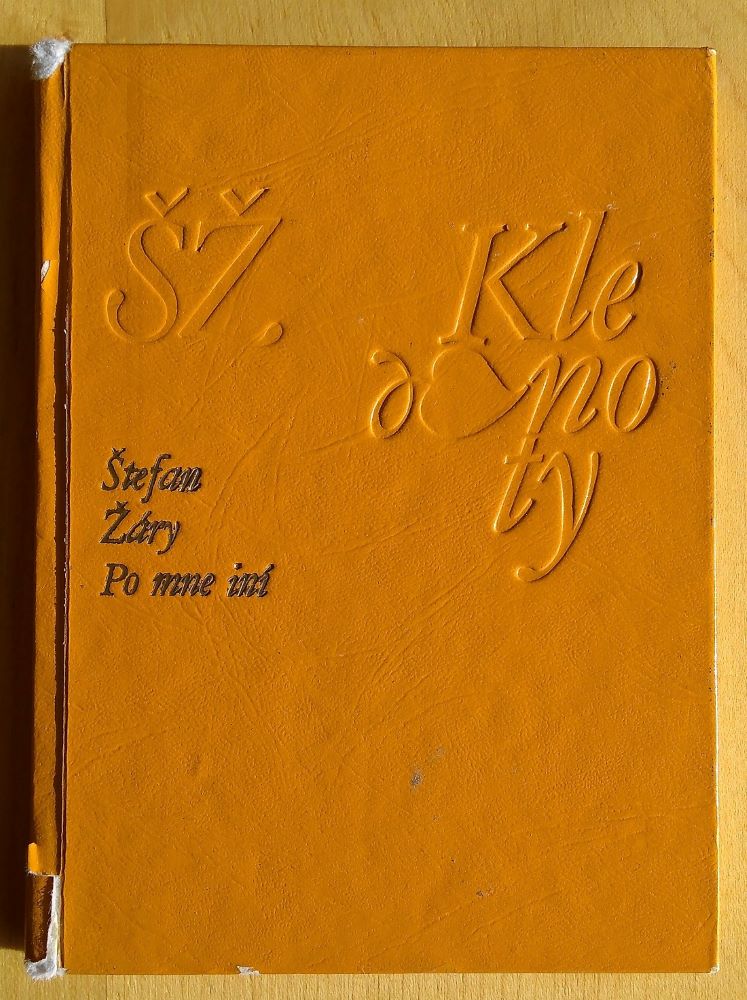 ŠŽ.
Kle
no
ty
Štefan
Žáry
Po mne iní